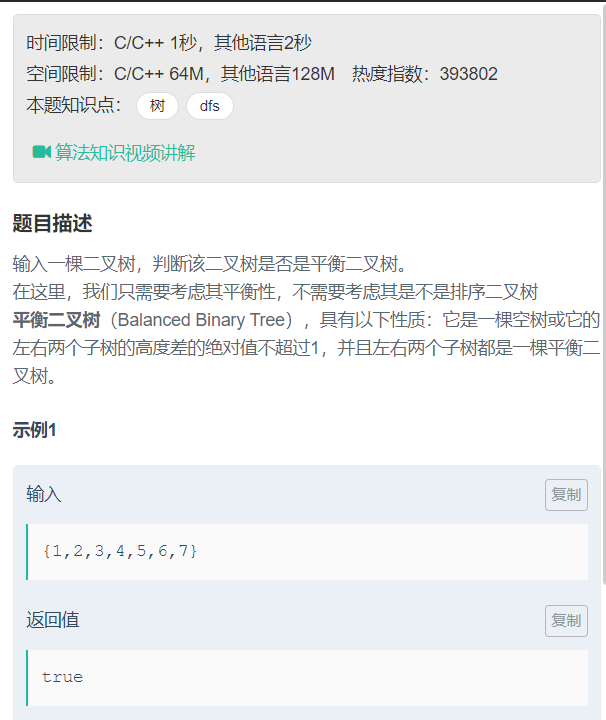 时间限制：C/C++ 1秒，其他语言2秒
空间限制：C/C++ 64M，其他语言128M 热度指数：393802
本题知识点： 树 dfs
算法知识视频讲解
题目描述
输入一棵二叉树，判断该二叉树是否是平衡二叉树。
在这里，我们只需要考虑其平衡性，不需要考虑其是不是排序二叉树
平衡二叉树（Balanced Binary Tree），具有以下性质：它是一棵空树或它的
左右两个子树的高度差的绝对值不超过1，并且左右两个子树都是一棵平衡二
叉树。
示例1
输入 复制
{1,2,3,4,5,6,7}
返回值 复制
true